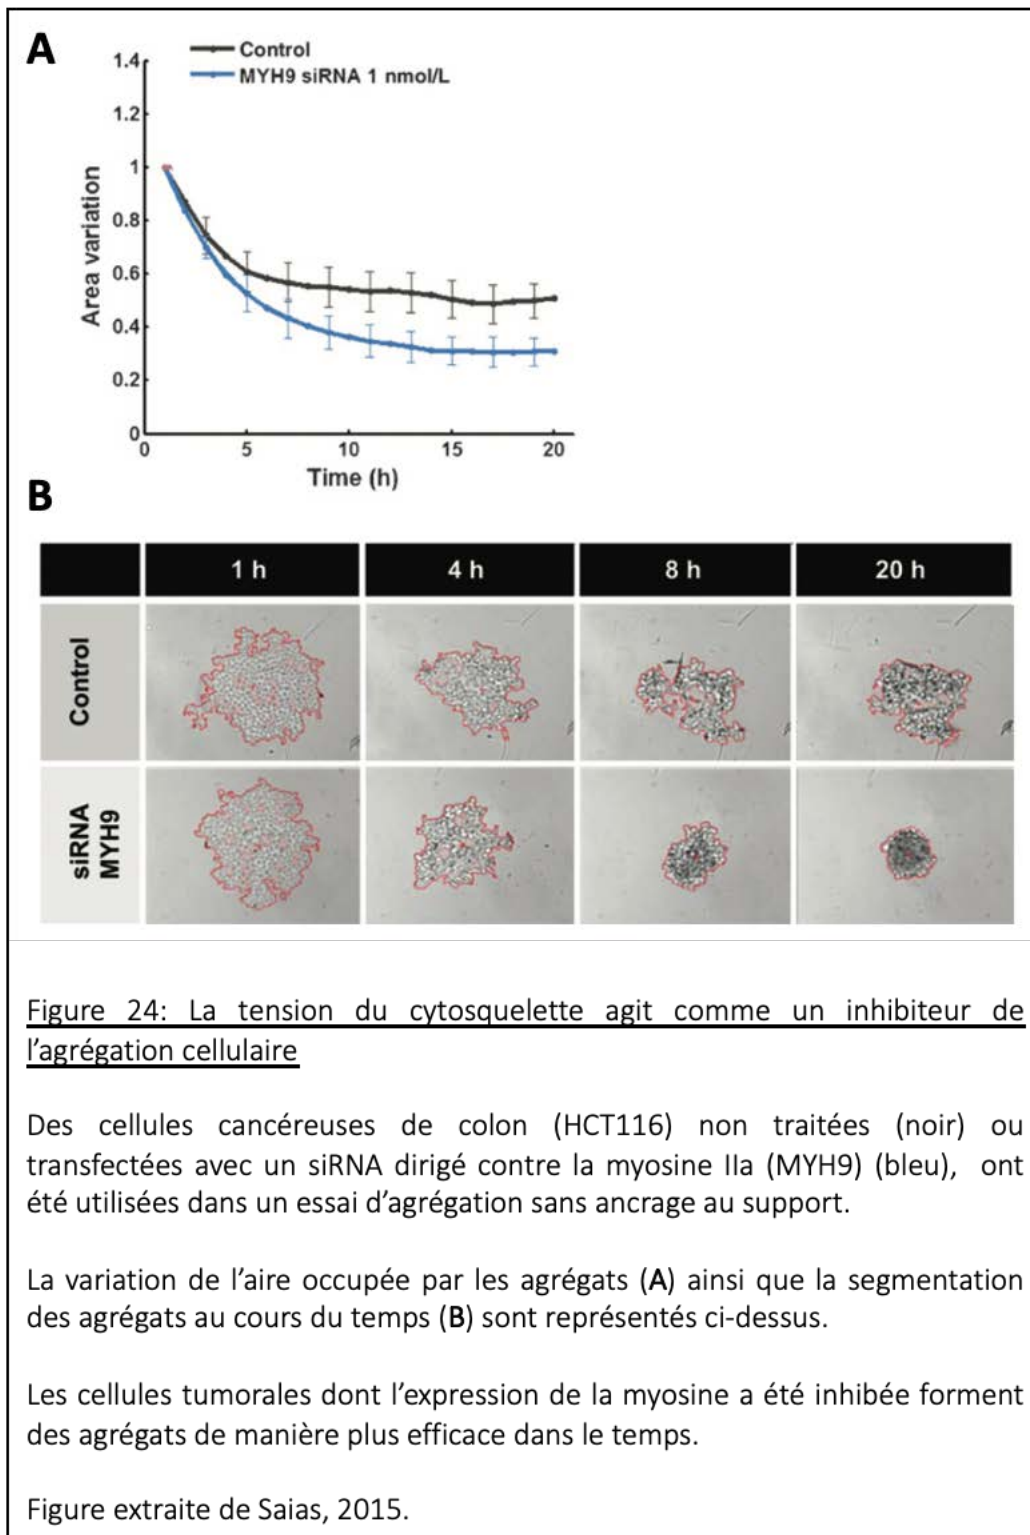 A
Control
MYH9 siRNA 1 nmol/L
1.4
1.2
1
0.8
0.6
0.4
0.2
0
Area variation
0 5 10 15 20
Time (h)
B
1 h 4 h 8 h 20 h
Control
siRNA
MYH9
Figure 24: La tension du cytosquelette agit comme un inhibiteur de
l’agrégation cellulaire
Des cellules cancéreuses de colon (HCT116) non traitées (noir) ou
transfectées avec un siRNA dirigé contre la myosine IIa (MYH9) (bleu), ont
été utilisées dans un essai d’agrégation sans ancrage au support.
La variation de l’aire occupée par les agrégats (A) ainsi que la segmentation
des agrégats au cours du temps (B) sont représentés ci-dessus.
Les cellules tumorales dont l’expression de la myosine a été inhibée forment
des agrégats de manière plus efficace dans le temps.
Figure extraite de Saias, 2015.